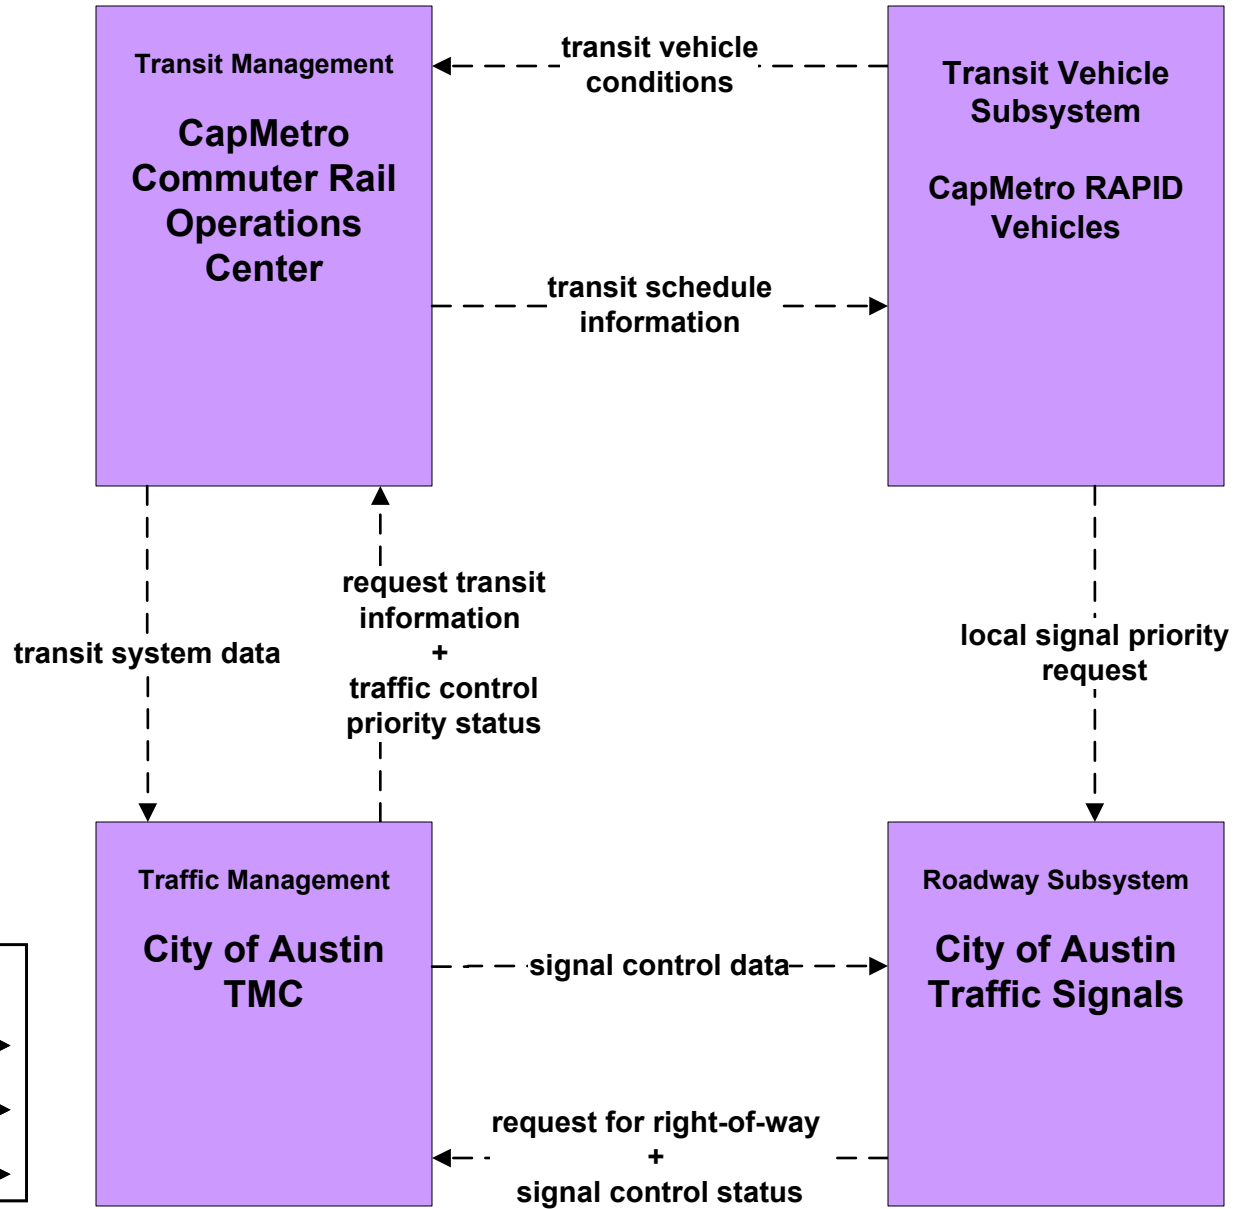 Transit Management
CapMetro
Commuter Rail
Operations
Center
transit vehicle
conditions
Transit Vehicle
Subsystem
CapMetro RAPID
Vehicles
transit schedule
information
transit system data
request transit
information
+
traffic control
priority status
local signal priority
request
Traffic Management
City of Austin
TMC
signal control data
Roadway Subsystem
City of Austin
Traffic Signals
request for right-of-way
+
signal control status